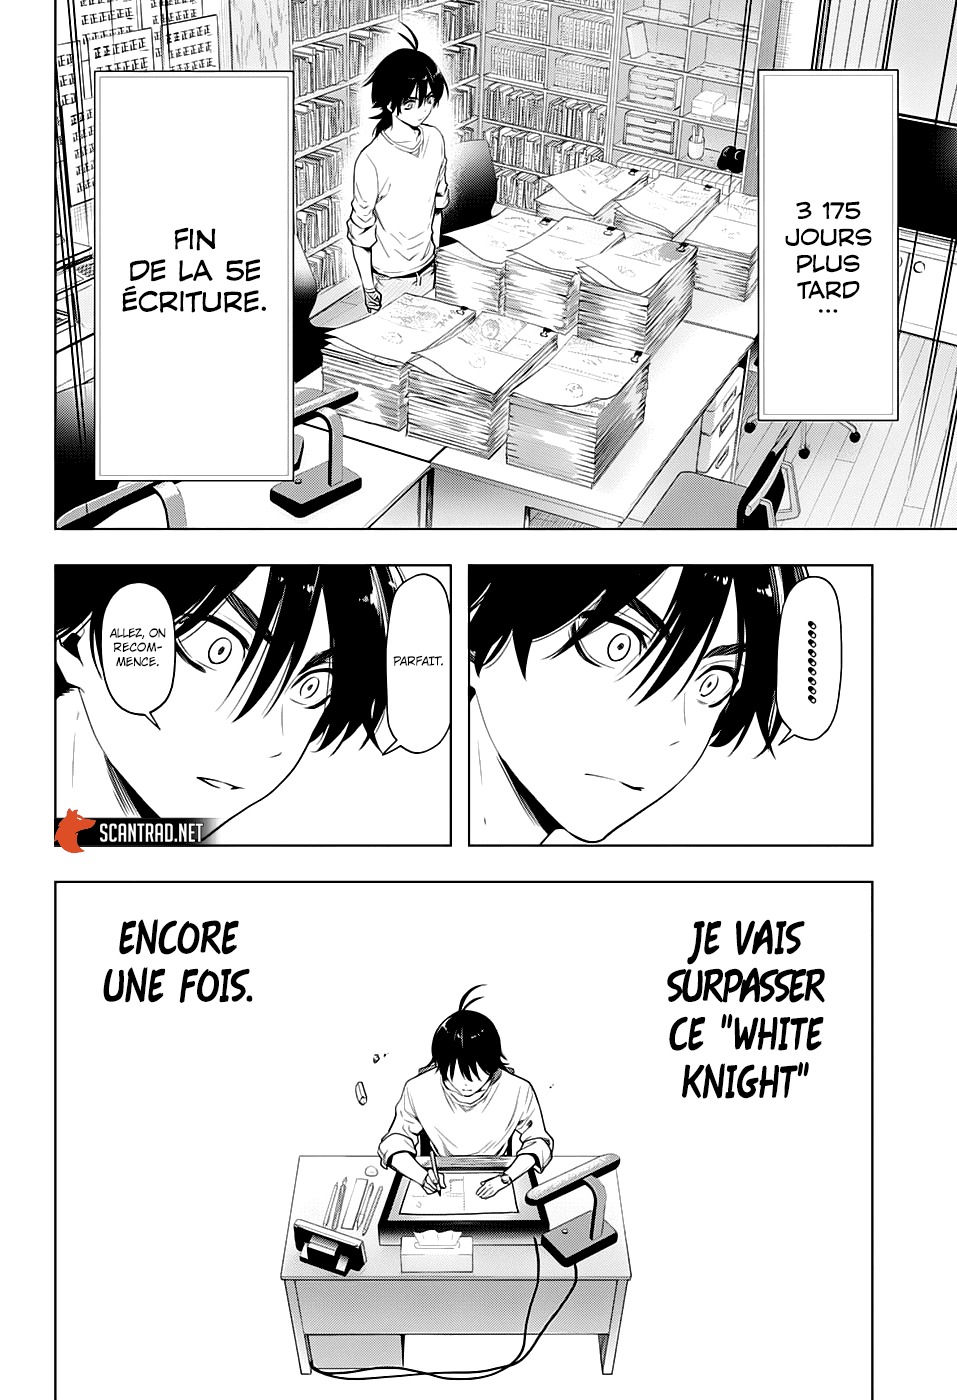 3 175
JOURS
PLUS
TARD
...
FIN
DE LA 5E
ÉCRITURE.
PARFAIT.
ALLEZ, ON
RECOM-
MENCE.
SCANTRAD.NET
JE VAIS
SURPASSER
CE "WHITE
KNIGHT"
ENCORE
UNE FOIS.